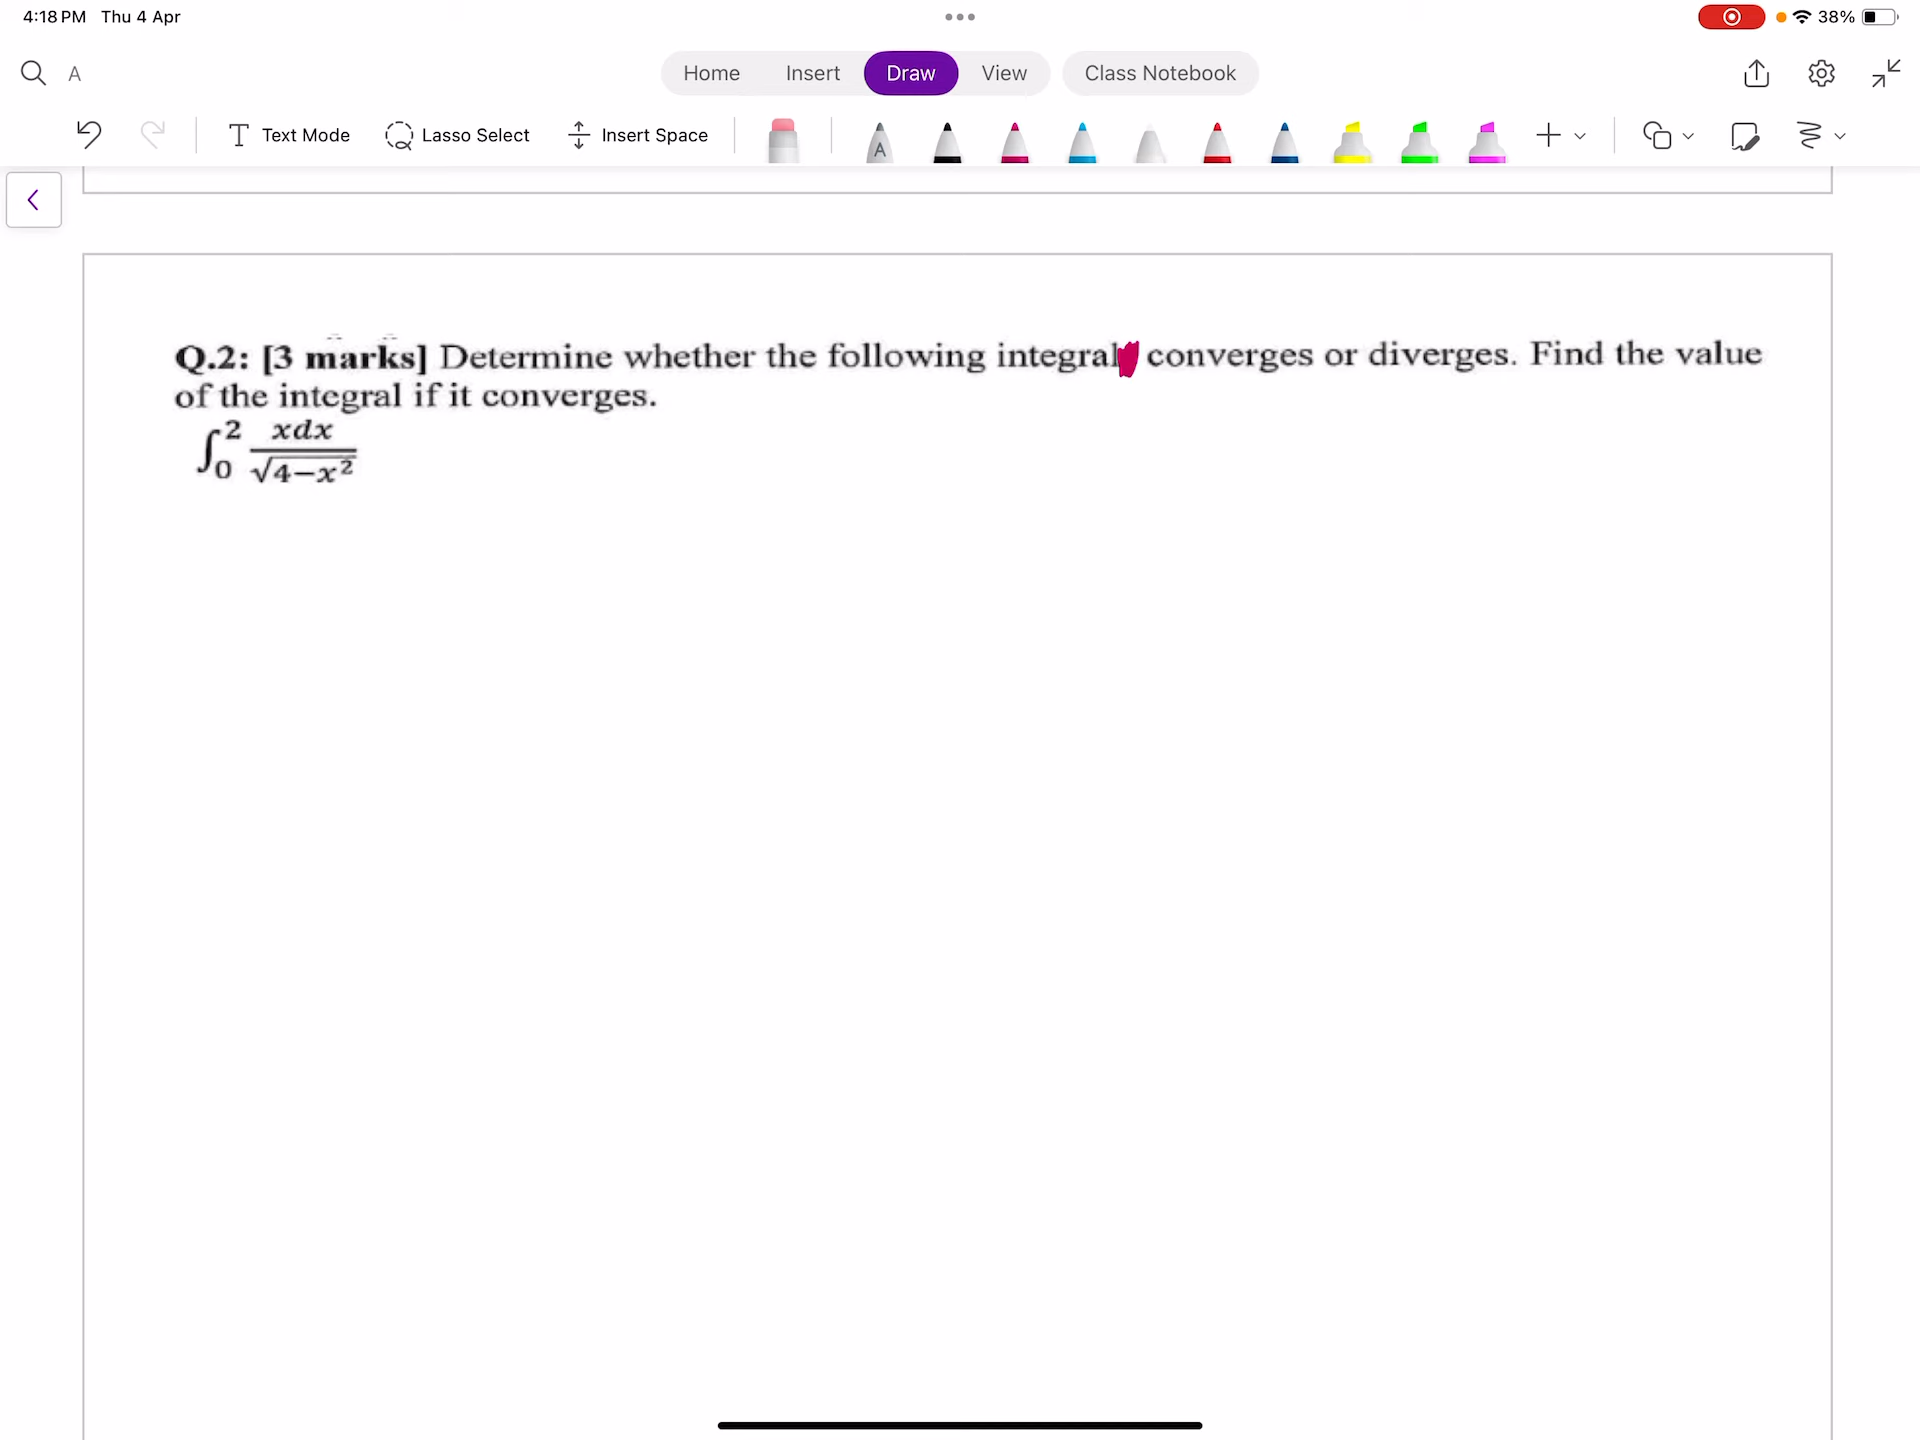 4:18 PM Thu 4 Apr
38%
A
Home Insert Draw View Class Notebook
Text Mode Lasso Select Insert Space
A
Q.2: [3 marks] Determine whether the following integral converges or diverges. Find the value
of the integral if it converges.
∫₀² xdx/√4−x²